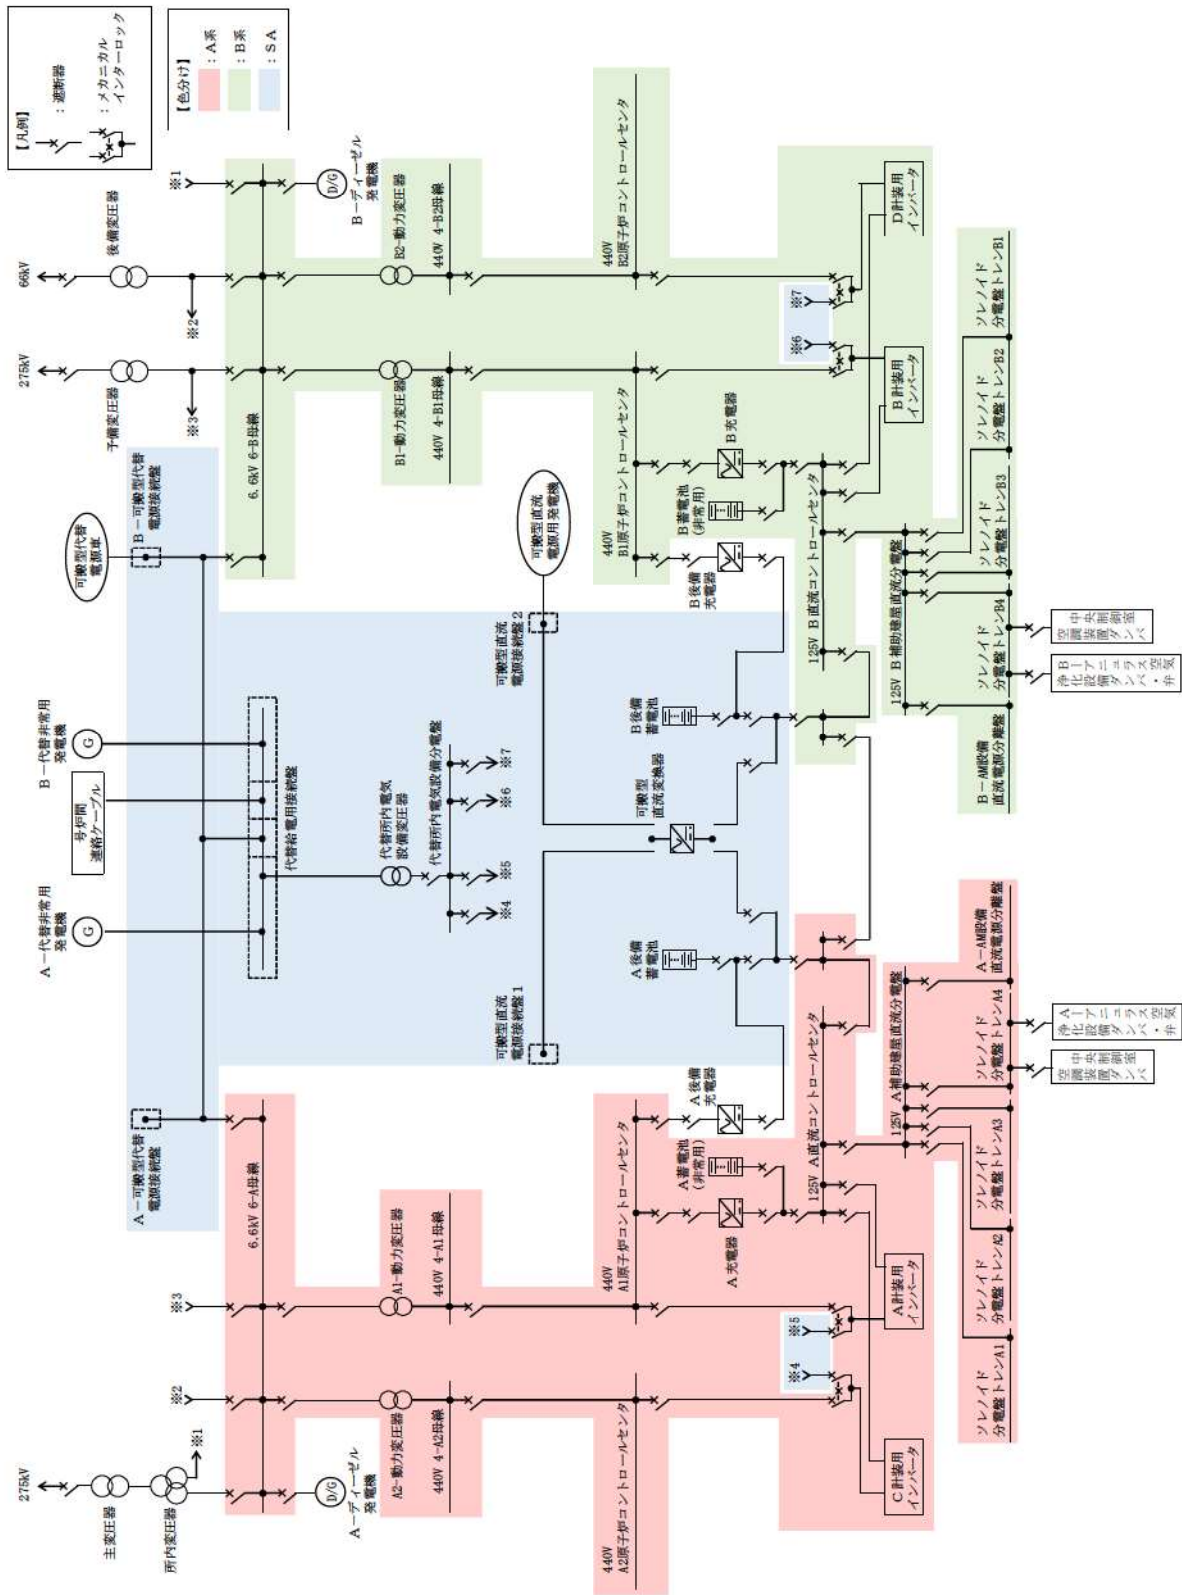 【凡例】
：遮断器
：メカニカル
インターロック
【色分け】
：A系
：B系
：SA
275kV
主変圧器
所内変圧器
※1
※2
※3
6.6kV 6-A母線
D/G
A－ディーゼル
発電機
A2-動力変圧器
440V 4-A2母線
A1-動力変圧器
440V 4-A1母線
440V
A2原子炉コントロールセンタ
440V
A1原子炉コントロールセンタ
A－可搬型代替
電源接続盤
A－代替非常用
発電機
G
号炉間
連絡ケーブル
B－代替非常用
発電機
G
代替給電用接続盤
代替所内電気
設備変圧器
代替所内電気設備分電盤
※4
※5
※6
※7
可搬型代替
電源車
B－可搬型代替
電源接続盤
275kV
予備変圧器
※3
66kV
後備変圧器
※2
※1
6.6kV 6-B母線
D/G
B－ディーゼル
発電機
B1-動力変圧器
440V 4-B1母線
B2-動力変圧器
440V 4-B2母線
440V
B1原子炉コントロールセンタ
440V
B2原子炉コントロールセンタ
可搬型直流
電源接続盤1
可搬型直流
電源接続盤2
可搬型直流
電源用発電機
可搬型
直流変換器
A充電器
A蓄電池
(非常用)
A後備
充電器
A後備
蓄電池
B後備
蓄電池
B後備
充電器
B蓄電池
(非常用)
B充電器
125V A直流コントロールセンタ
125V B直流コントロールセンタ
※4
※5
※6
※7
C計装用
インバータ
A計装用
インバータ
B計装用
インバータ
D計装用
インバータ
125V A補助建屋直流分電盤
125V B補助建屋直流分電盤
ソレノイド
分電盤トレンA1
ソレノイド
分電盤トレンA2
ソレノイド
分電盤トレンA3
ソレノイド
分電盤トレンA4
A－AM設備
直流電源分離盤
B－AM設備
直流電源分離盤
ソレノイド
分電盤トレンB4
ソレノイド
分電盤トレンB3
ソレノイド
分電盤トレンB2
ソレノイド
分電盤トレンB1
中央制御室
空調装置ダンパ
A－アニュラス空気
浄化設備ダンパ・弁
B－アニュラス空気
浄化設備ダンパ・弁
中央制御室
空調装置ダンパ